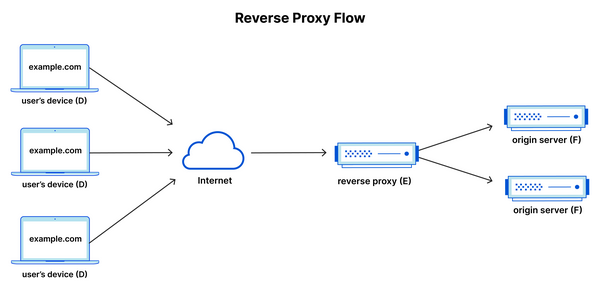 Reverse Proxy Flow
example.com
user's device (D)
example.com
user's device (D)
example.com
user's device (D)
Internet
reverse proxy (E)
origin server (F)
origin server (F)